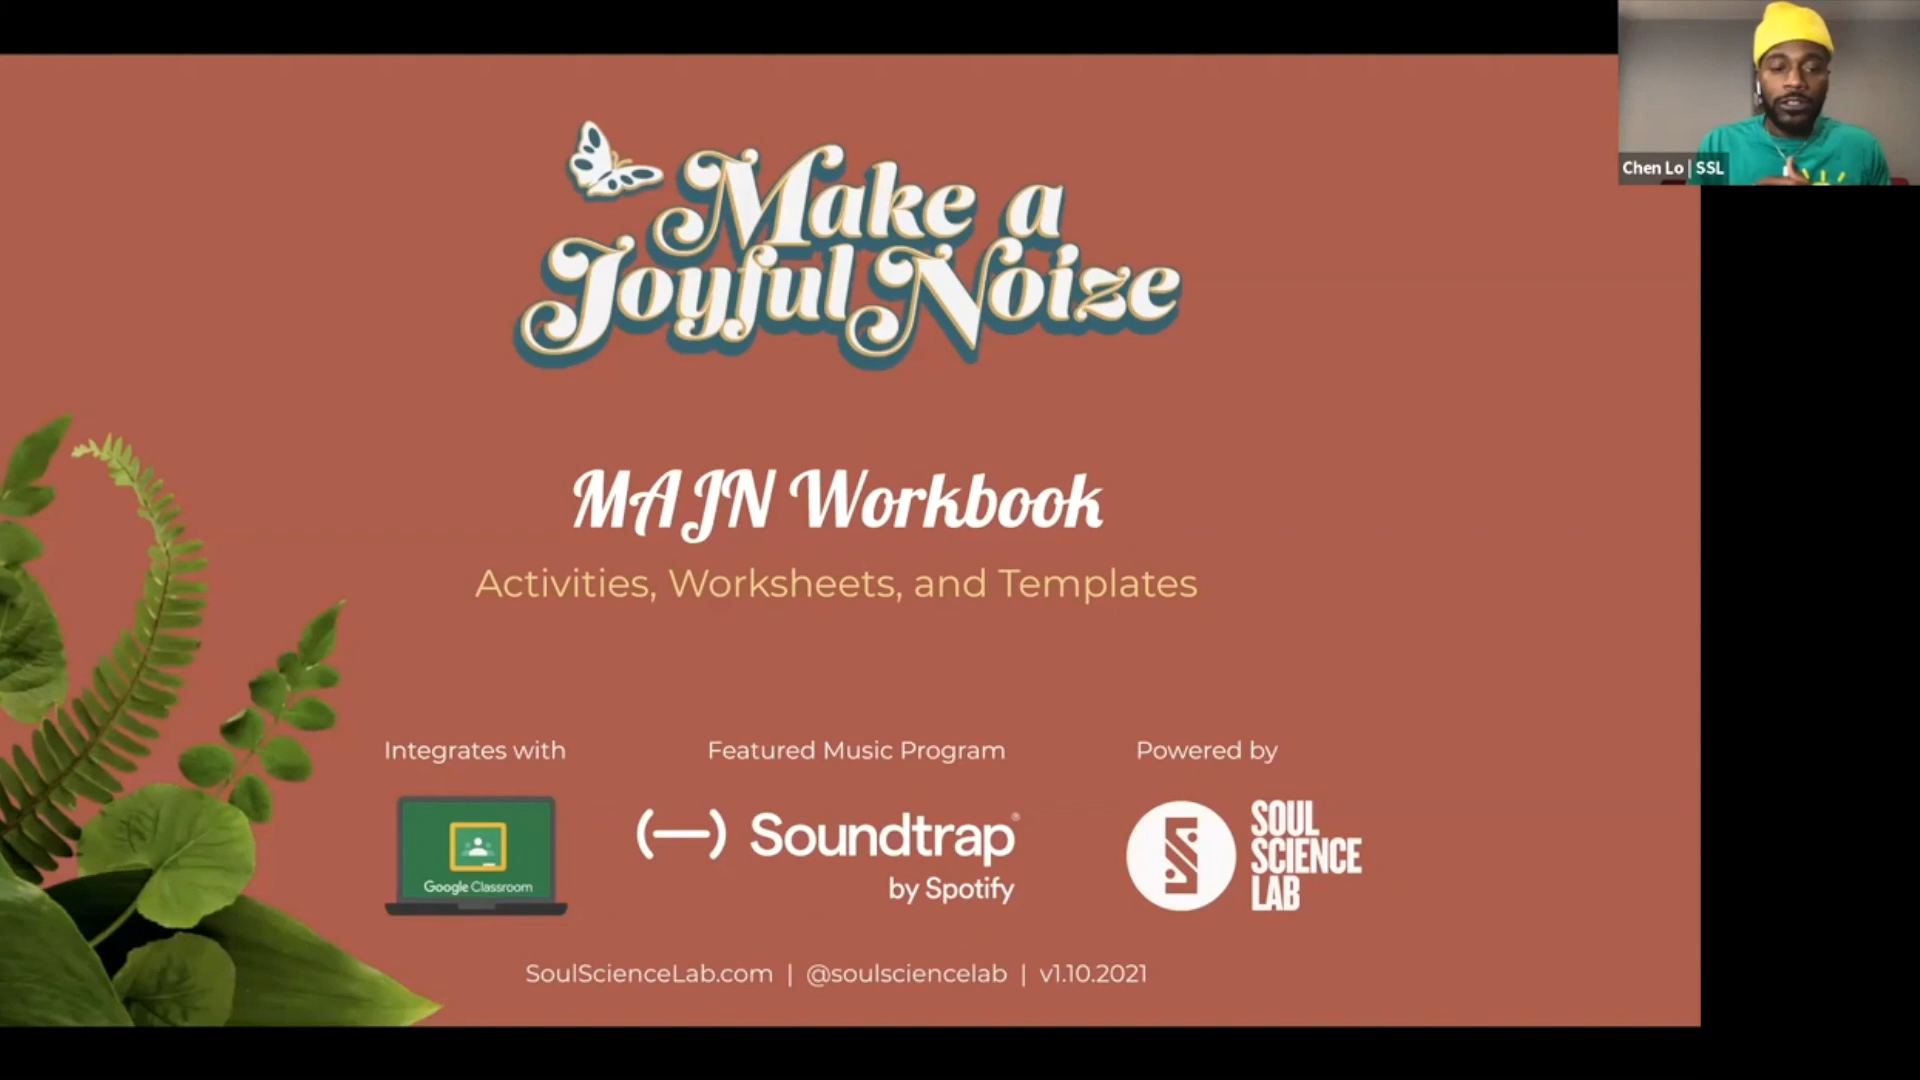 Make a
Joyful Noize
MAJN Workbook
Activities, Worksheets, and Templates
Integrates with
Featured Music Program
Powered by
Google Classroom
Soundtrap®
by Spotify
SOUL
SCIENCE
LAB
SoulScienceLab.com | @soulsciencelab | v1.10.2021
Chen Lo | SSL